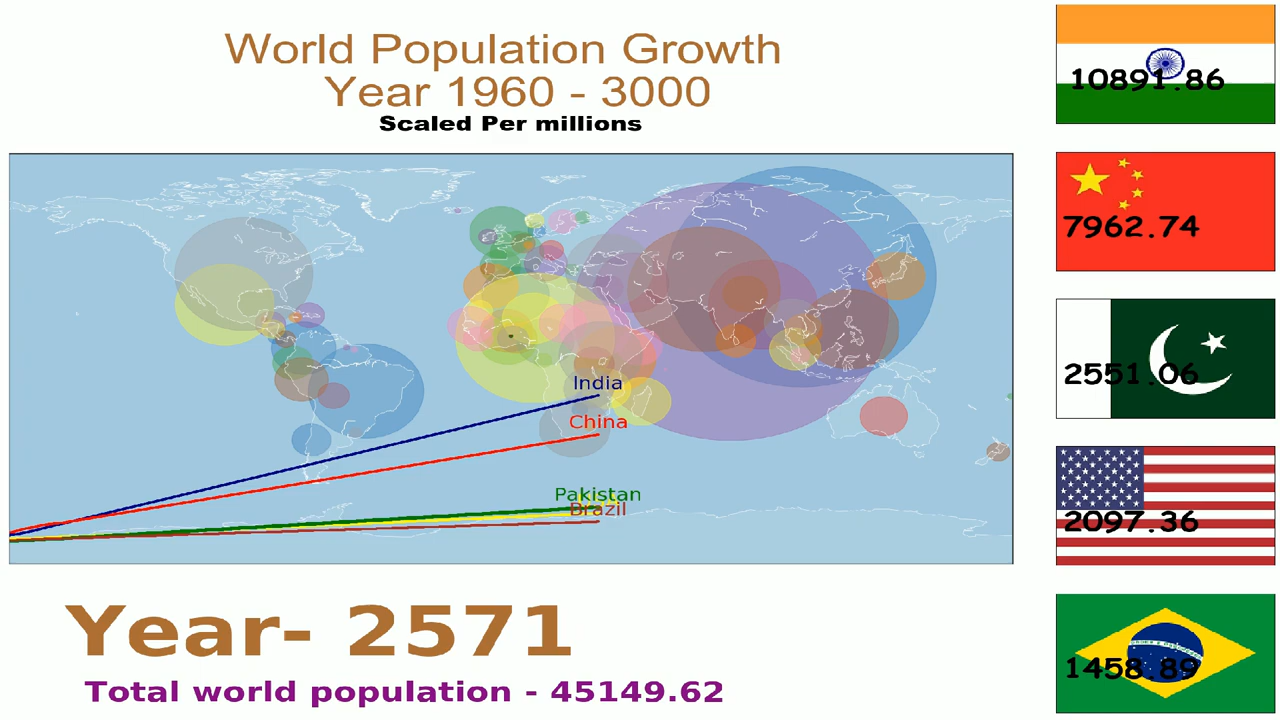 World Population Growth
Year 1960 - 3000
Scaled Per millions
10891.86
7962.74
2551.06
2097.36
1458.89
India
China
Pakistan
Brazil
Year- 2571
Total world population - 45149.62